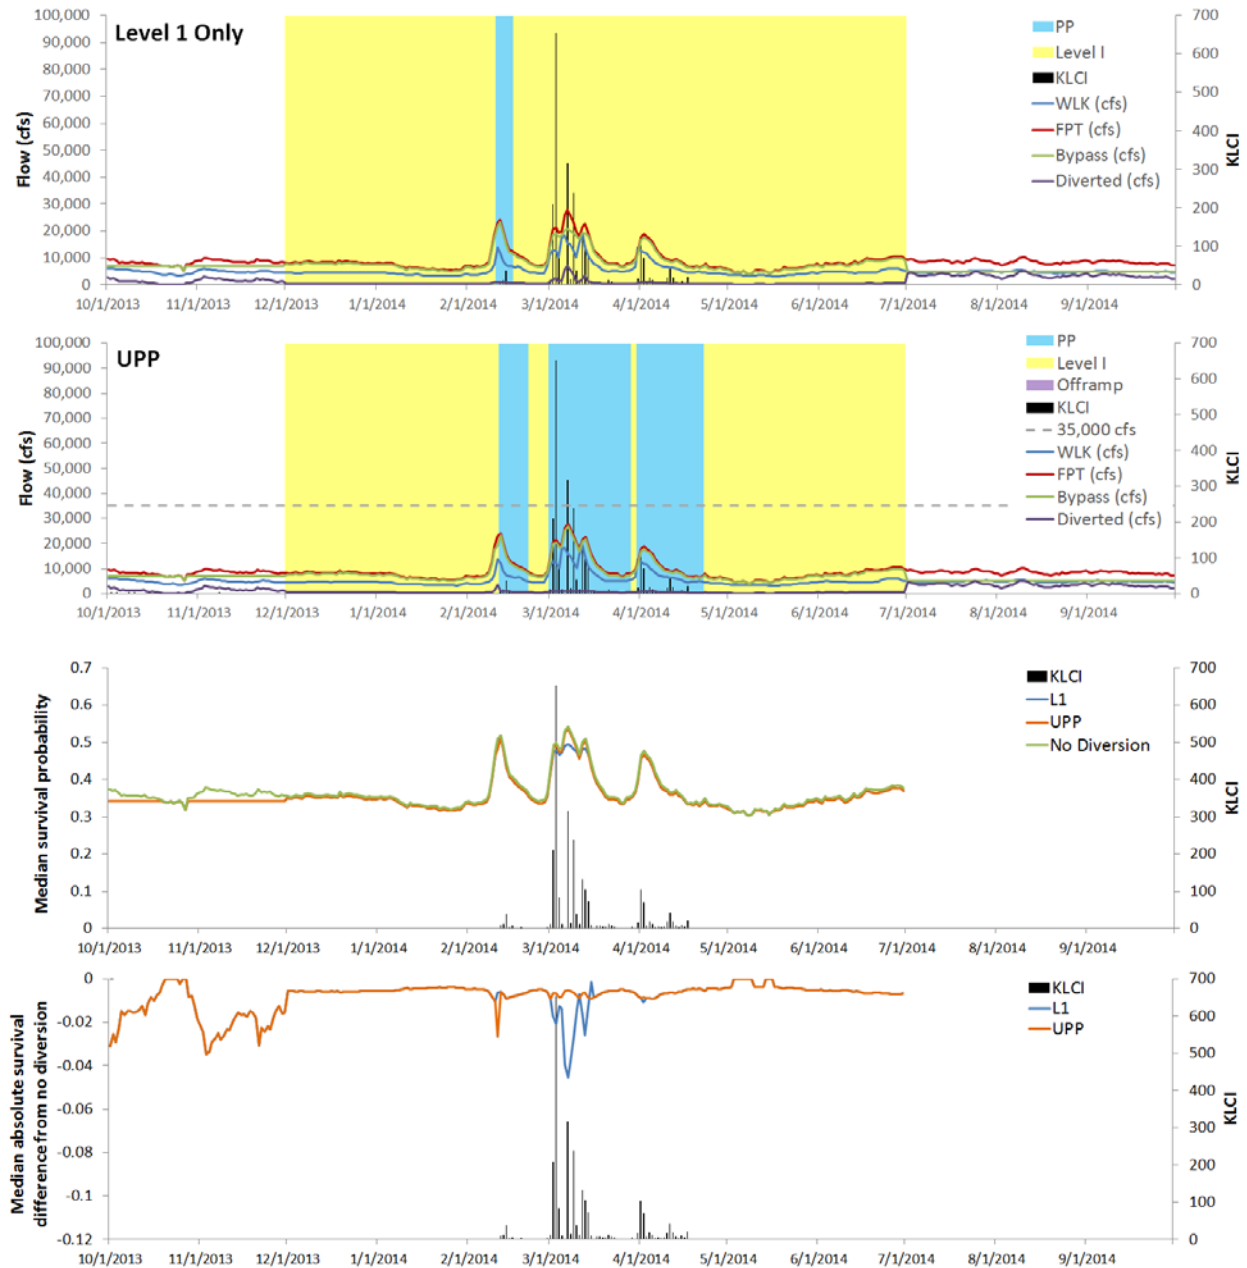 Level 1 Only
Flow (cfs)
100,000
90,000
80,000
70,000
60,000
50,000
40,000
30,000
20,000
10,000
0
10/1/2013 11/1/2013 12/1/2013 1/1/2014 2/1/2014 3/1/2014 4/1/2014 5/1/2014 6/1/2014 7/1/2014 8/1/2014 9/1/2014
700
600
500
400
300
200
100
0
KLCI
PP
Level I
KLCI
WLK (cfs)
FPT (cfs)
Bypass (cfs)
Diverted (cfs)
UPP
Flow (cfs)
100,000
90,000
80,000
70,000
60,000
50,000
40,000
30,000
20,000
10,000
0
10/1/2013 11/1/2013 12/1/2013 1/1/2014 2/1/2014 3/1/2014 4/1/2014 5/1/2014 6/1/2014 7/1/2014 8/1/2014 9/1/2014
700
600
500
400
300
200
100
0
KLCI
PP
Level I
Offramp
KLCI
35,000 cfs
WLK (cfs)
FPT (cfs)
Bypass (cfs)
Diverted (cfs)
Median survival probability
0.7
0.6
0.5
0.4
0.3
0.2
0.1
0
10/1/2013 11/1/2013 12/1/2013 1/1/2014 2/1/2014 3/1/2014 4/1/2014 5/1/2014 6/1/2014 7/1/2014 8/1/2014 9/1/2014
700
600
500
400
300
200
100
0
KLCI
KLCI
L1
UPP
No Diversion
Median absolute survival
difference from no diversion
0
-0.02
-0.04
-0.06
-0.08
-0.1
-0.12
10/1/2013 11/1/2013 12/1/2013 1/1/2014 2/1/2014 3/1/2014 4/1/2014 5/1/2014 6/1/2014 7/1/2014 8/1/2014 9/1/2014
700
600
500
400
300
200
100
0
KLCI
KLCI
L1
UPP